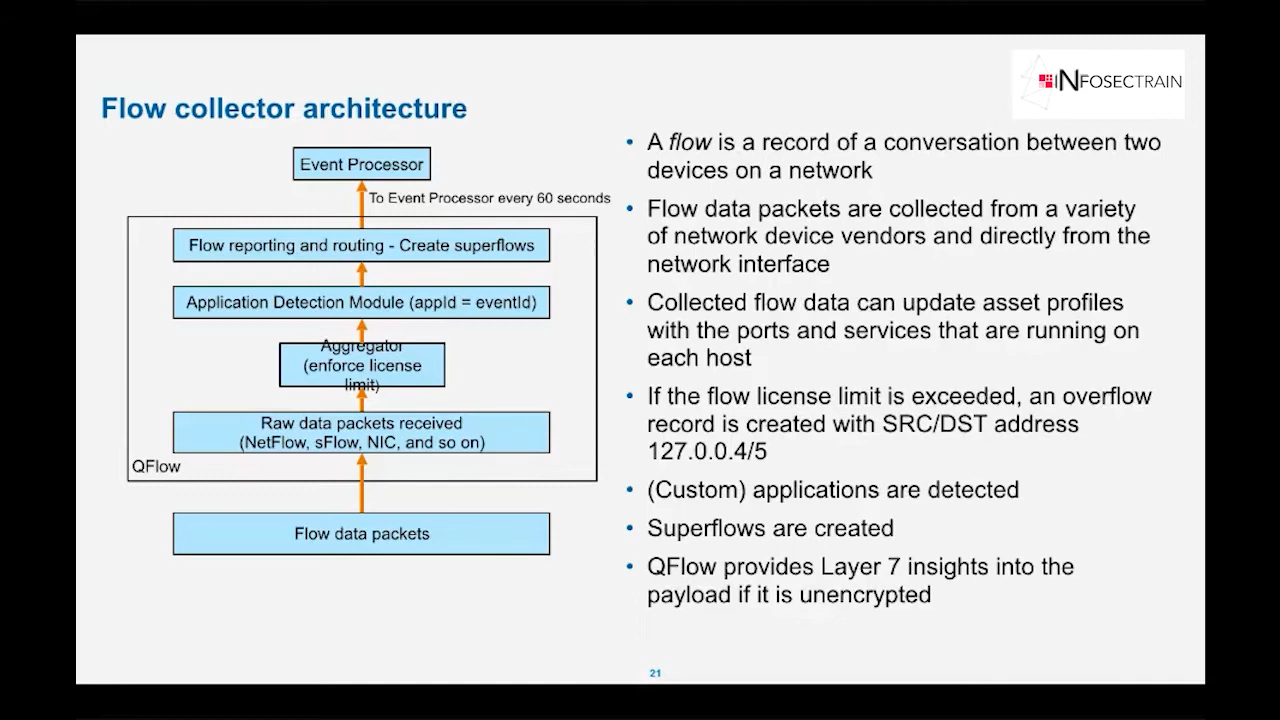 INFOSECTRAIN
Flow collector architecture
Event Processor
To Event Processor every 60 seconds
Flow reporting and routing - Create superflows
Application Detection Module (appId = eventId)
Aggregator
(enforce license
limit)
Raw data packets received
(NetFlow, sFlow, NIC, and so on)
QFlow
Flow data packets
• A flow is a record of a conversation between two
devices on a network
• Flow data packets are collected from a variety
of network device vendors and directly from the
network interface
• Collected flow data can update asset profiles
with the ports and services that are running on
each host
• If the flow license limit is exceeded, an overflow
record is created with SRC/DST address
127.0.0.4/5
• (Custom) applications are detected
• Superflows are created
• QFlow provides Layer 7 insights into the
payload if it is unencrypted
21